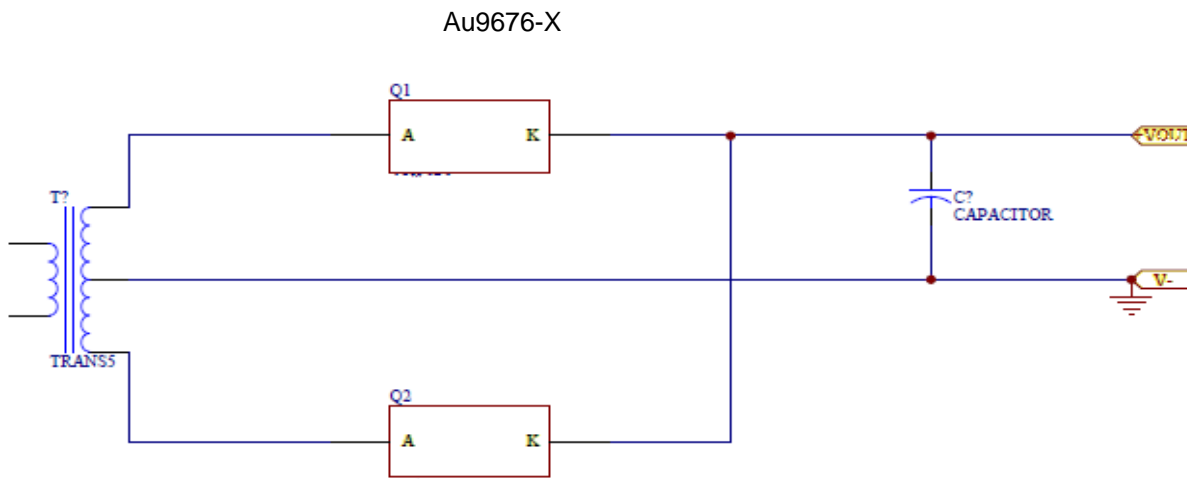 Au9676-X
Q1
A K
VOUT
T?
C?
CAPACITOR
V-
TRANS5
Q2
A K